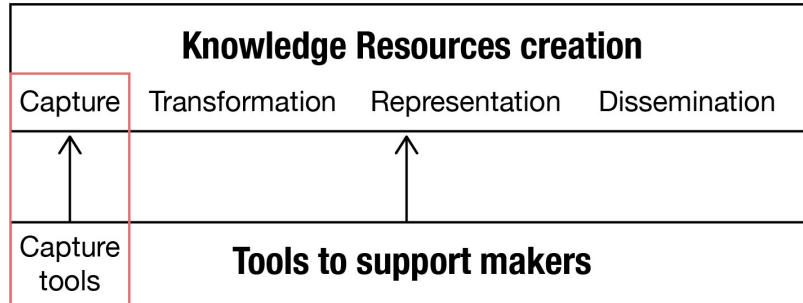 Knowledge Resources creation
Capture Transformation Representation Dissemination
Capture
tools
Tools to support makers